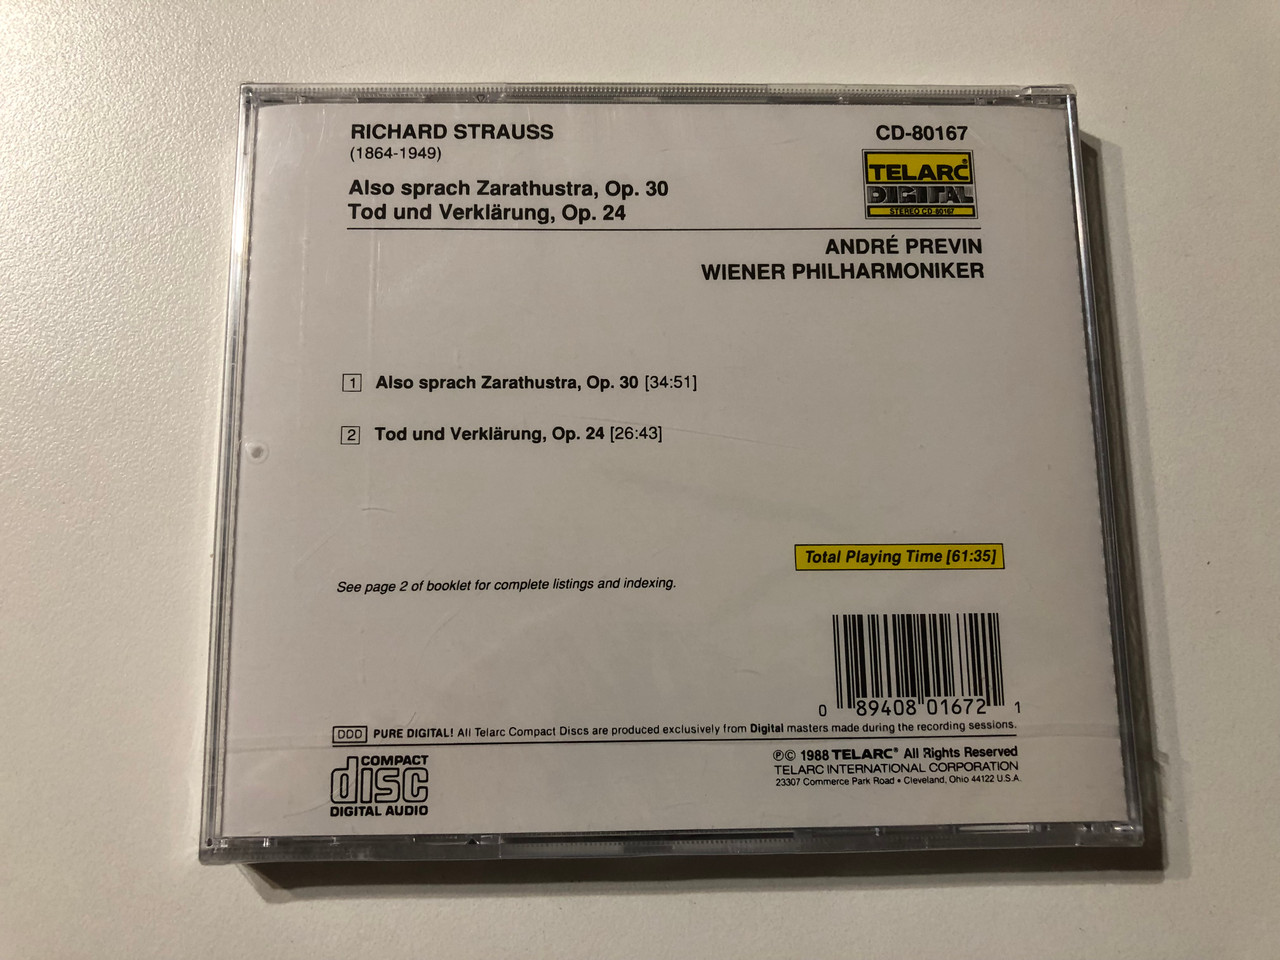 RICHARD STRAUSS
(1864-1949)
Also sprach Zarathustra, Op. 30
Tod und Verklärung, Op. 24
CD-80167
TELARC
DIGITAL
STEREO CD-80167
ANDRÉ PREVIN
WIENER PHILHARMONIKER
1 Also sprach Zarathustra, Op. 30 [34:51]
2 Tod und Verklärung, Op. 24 [26:43]
Total Playing Time [61:35]
See page 2 of booklet for complete listings and indexing.
0 89408 01672 1
DDD PURE DIGITAL! All Telarc Compact Discs are produced exclusively from Digital masters made during the recording sessions.
COMPACT
disc
DIGITAL AUDIO
℗© 1988 TELARC® All Rights Reserved
TELARC INTERNATIONAL CORPORATION
23307 Commerce Park Road • Cleveland, Ohio 44122 U.S.A.